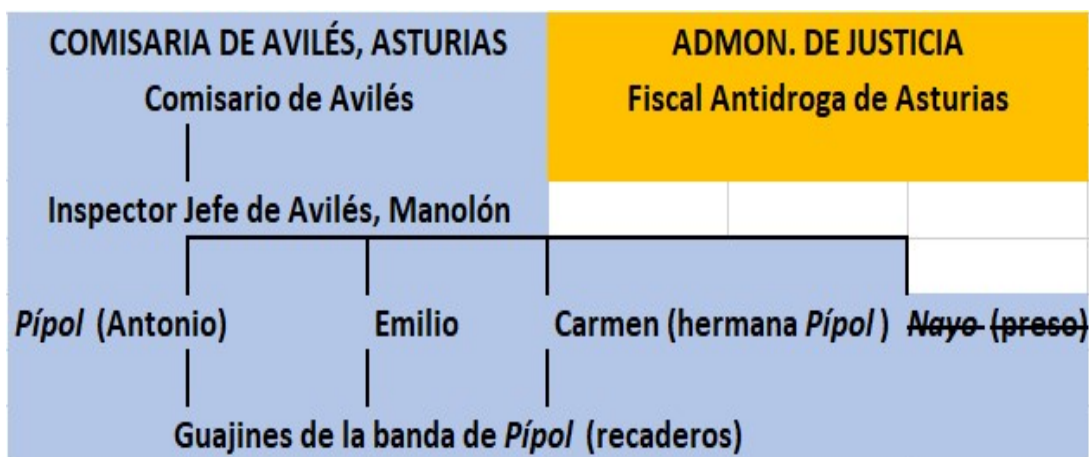 COMISARIA DE AVILÉS, ASTURIAS
ADMON. DE JUSTICIA
Comisario de Avilés
Fiscal Antidroga de Asturias
Inspector Jefe de Avilés, Manolón
Pípol (Antonio)
Emilio
Carmen (hermana Pípol)
Nayo (preso)
Guajines de la banda de Pípol (recaderos)